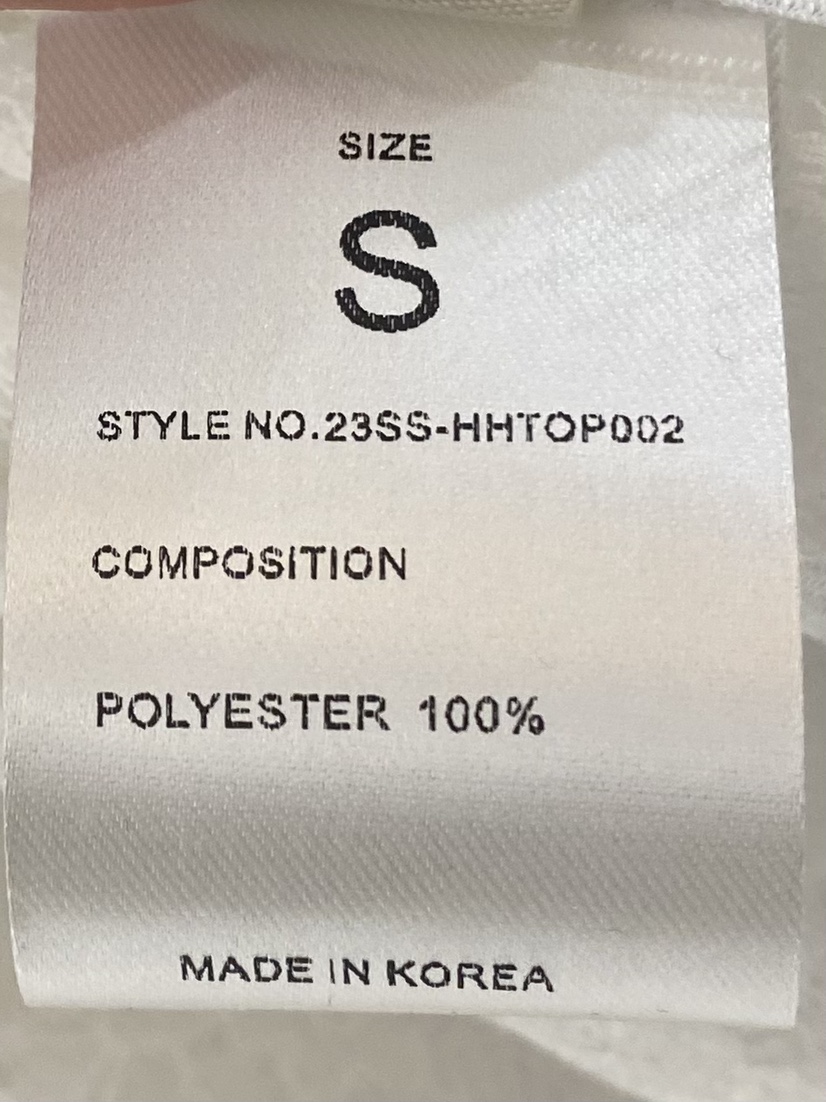 SIZE
S
STYLE NO.23SS-HHTOP002
COMPOSITION
POLYESTER 100%
MADE IN KOREA